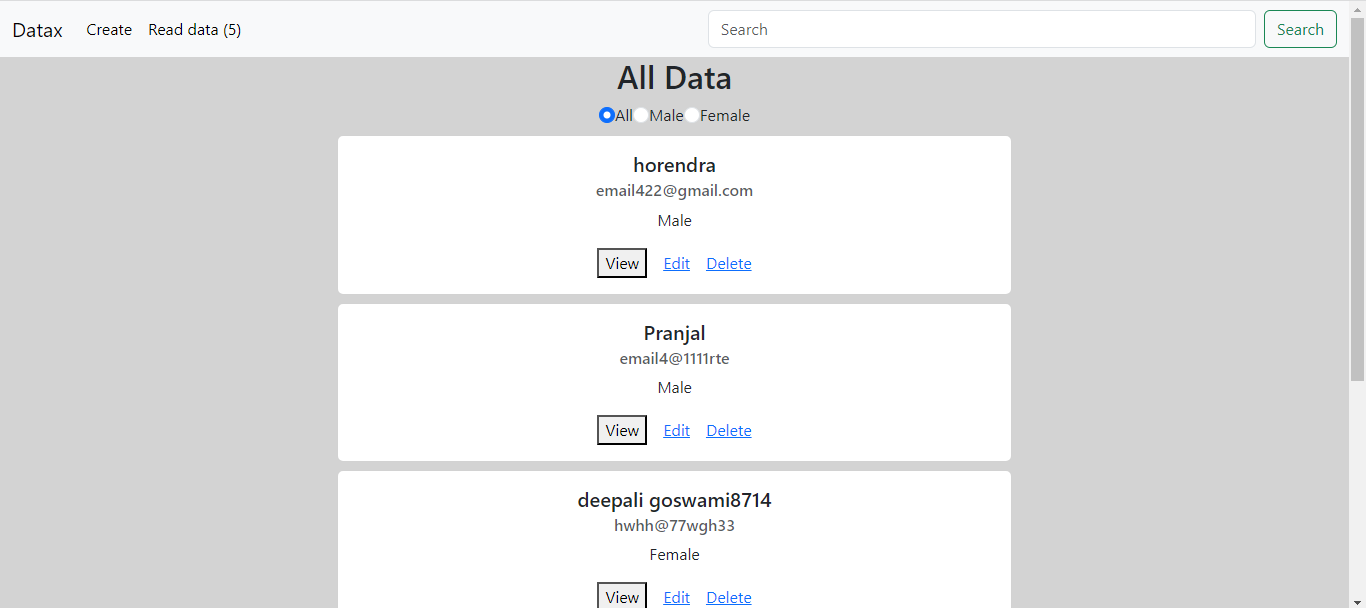 Datax Create Read data (5) Search Search
All Data
All Male Female
horendra
email422@gmail.com
Male
View Edit Delete
Pranjal
email4@1111rte
Male
View Edit Delete
deepali goswami8714
hwhh@77wgh33
Female
View Edit Delete